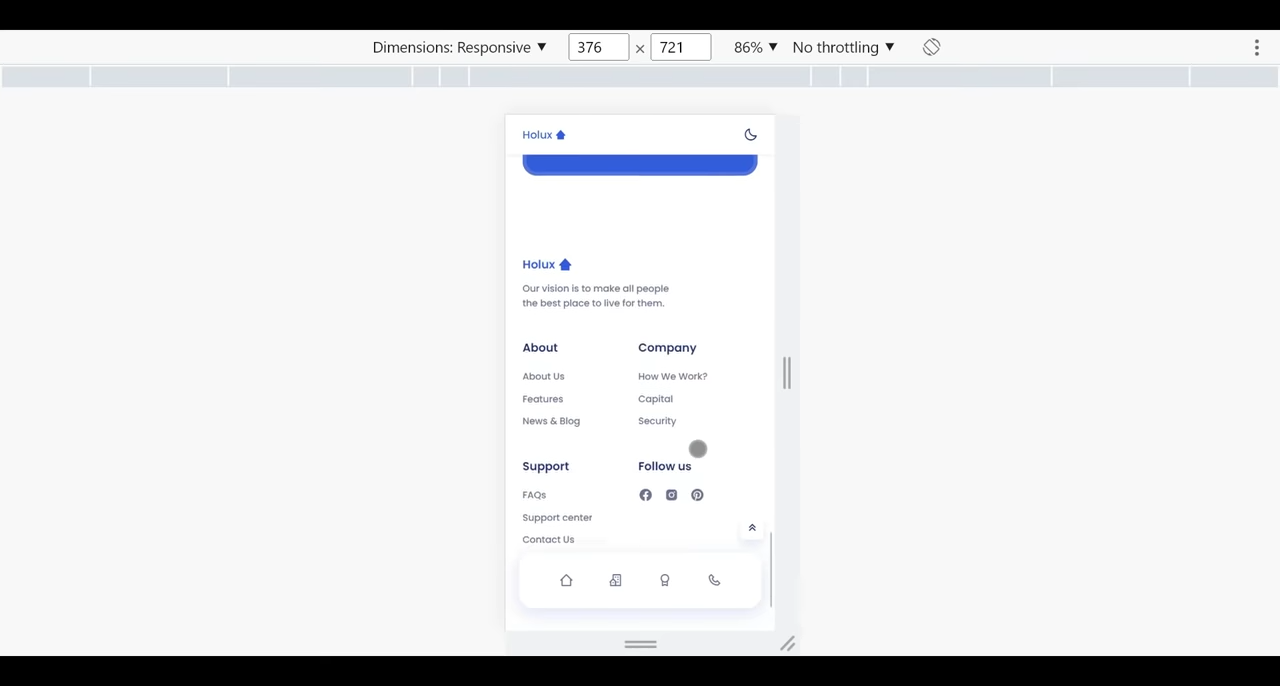 Dimensions: Responsive ▼ 376 × 721 86% ▼ No throttling ▼
Holux
Holux
Our vision is to make all people
the best place to live for them.
About
About Us
Features
News & Blog
Company
How We Work?
Capital
Security
Support
FAQs
Support center
Contact Us
Follow us